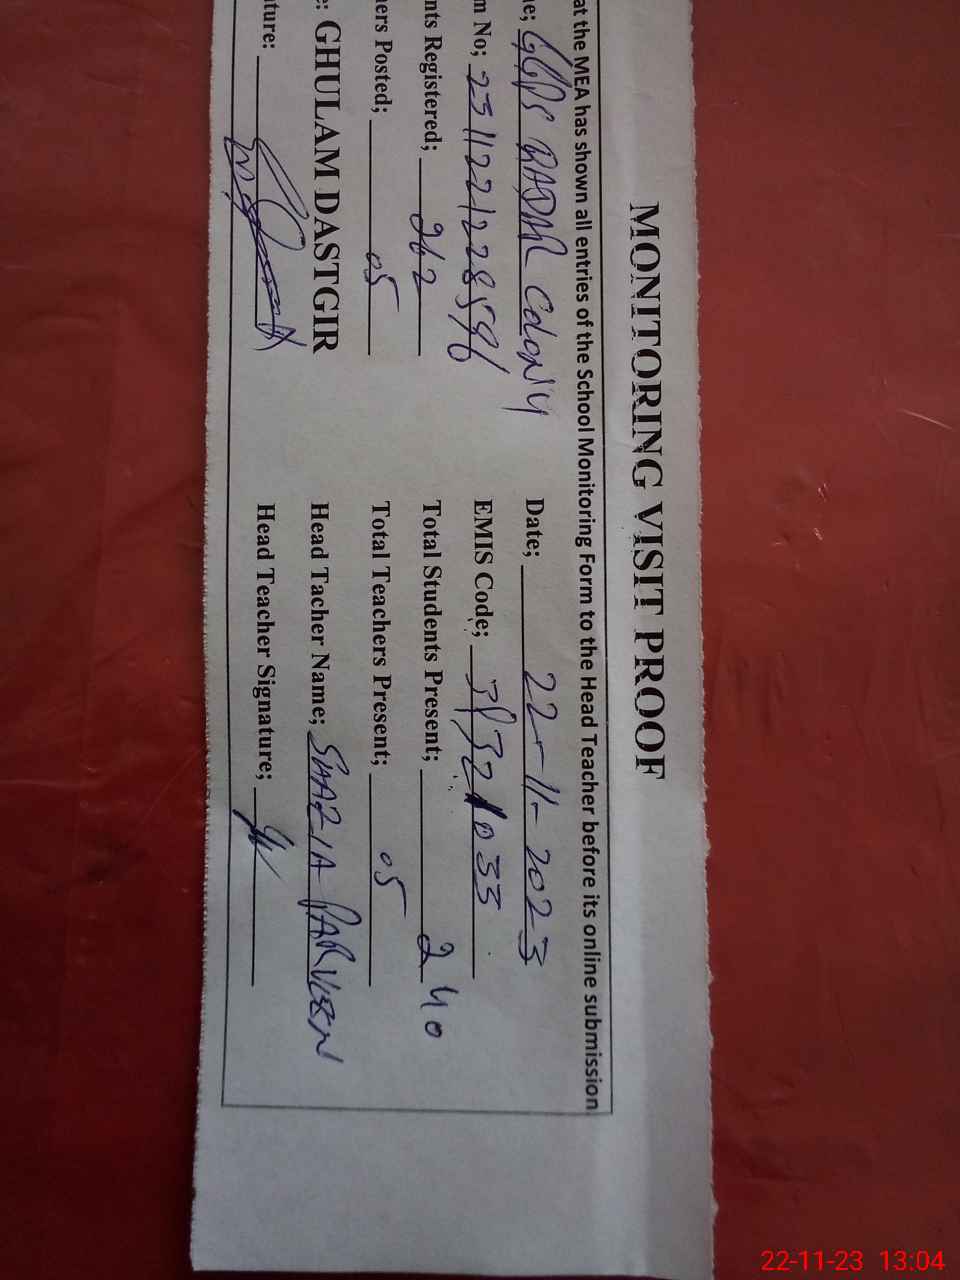 MONITORING VISIT PROOF
at the MEA has shown all entries of the School Monitoring Form to the Head Teacher before its online submission
e; GGPS RADAR COLONY Date; 22-11-2023
m No; 2311221228596 EMIS Code; 38321033
nts Registered; 262 Total Students Present; 240
ers Posted; 05 Total Teachers Present; 05
e: GHULAM DASTGIR Head Tacher Name; SHAZIA PARVEEN
ture: Head Teacher Signature;
22-11-23 13:04